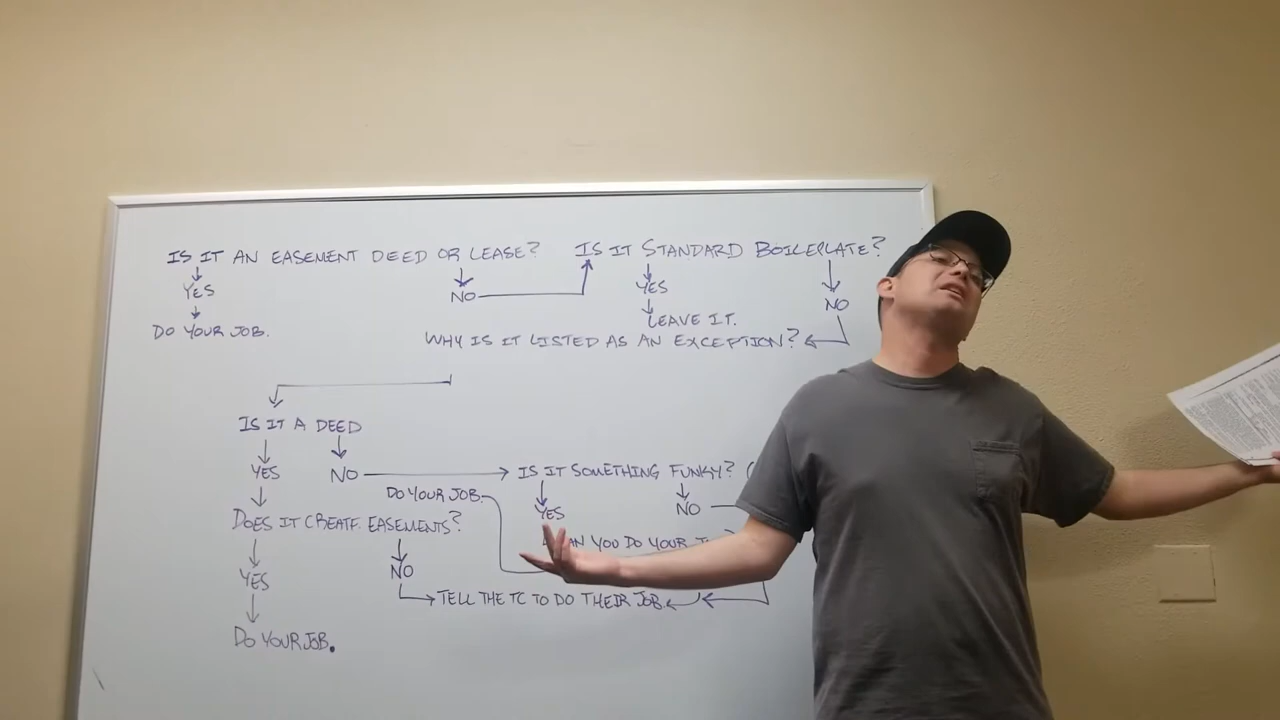 IS IT AN EASEMENT DEED OR LEASE? IS IT STANDARD BOILERPLATE?
YES NO YES NO
DO YOUR JOB. LEAVE IT.
WHY IS IT LISTED AS AN EXCEPTION?
IS IT A DEED
YES NO IS IT SOMETHING FUNKY? (
DO YOUR JOB. YES NO
DOES IT CREATE EASEMENTS?
AN YOU DO YOUR J
YES NO
TELL THE TC TO DO THEIR JOB.
DO YOUR JOB.